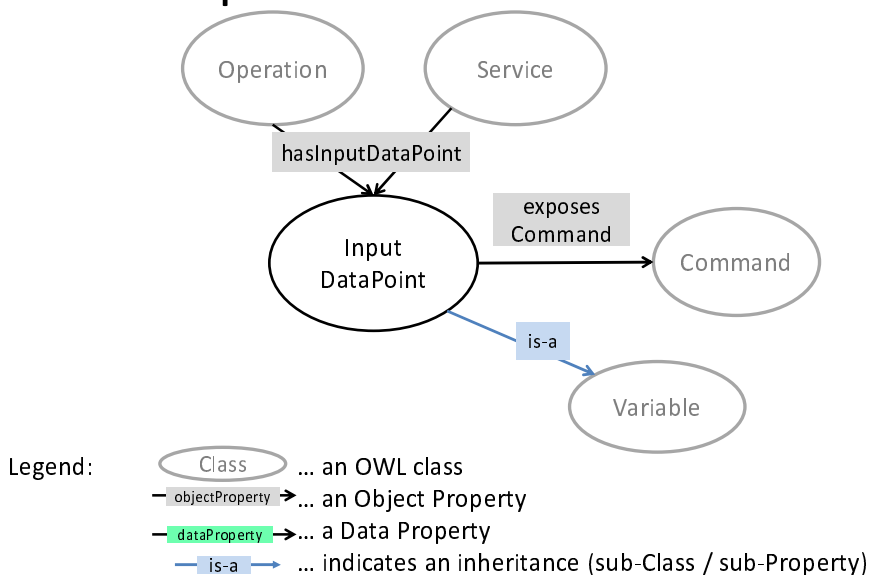 Operation
Service
hasInputDataPoint
exposes
Command
Input
DataPoint
Command
is-a
Variable
Legend:
Class
... an OWL class
objectProperty
... an Object Property
dataProperty
... a Data Property
is-a
... indicates an inheritance (sub-Class / sub-Property)